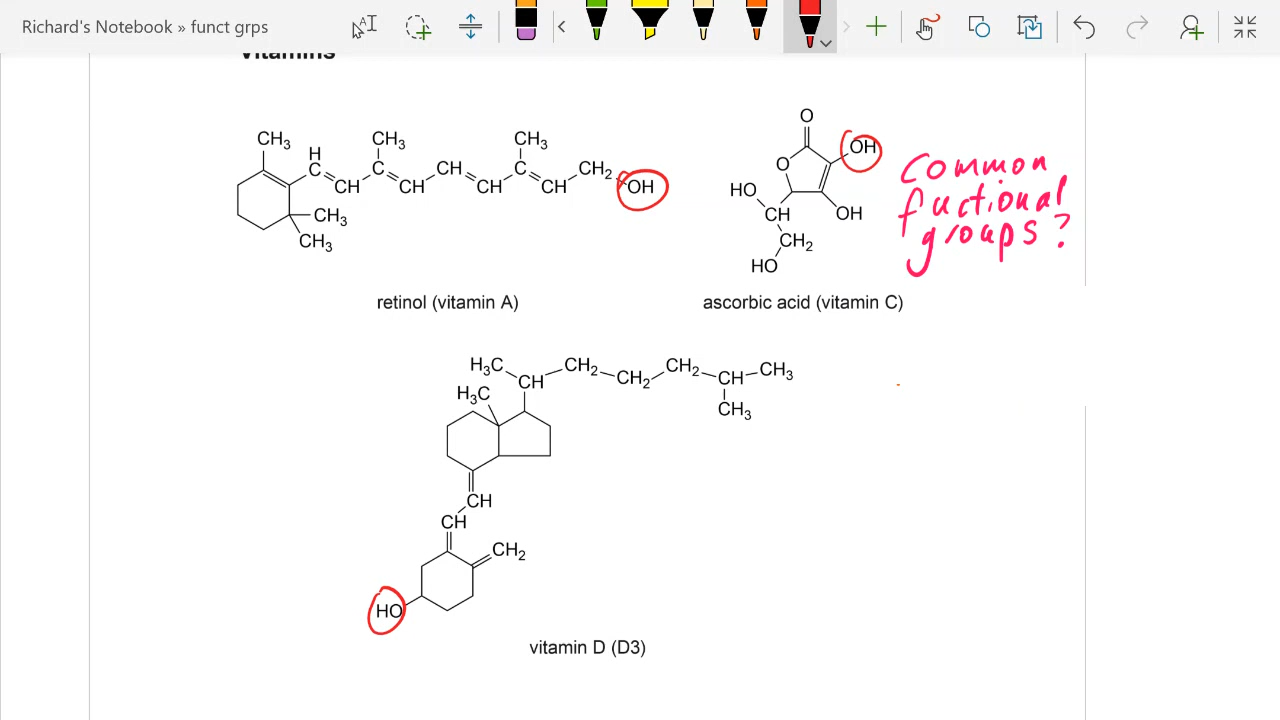 Richard's Notebook » funct grps
Vitamins
CH3
H
CH
CH3
CH
CH
CH
CH3
CH
CH2
OH
CH3
CH3
retinol (vitamin A)
O
O
OH
HO
OH
CH
CH2
HO
ascorbic acid (vitamin C)
Common
fuctional
groups?
H3C
CH
CH2
CH2
CH2
CH
CH3
CH3
H3C
CH
CH
CH2
HO
vitamin D (D3)